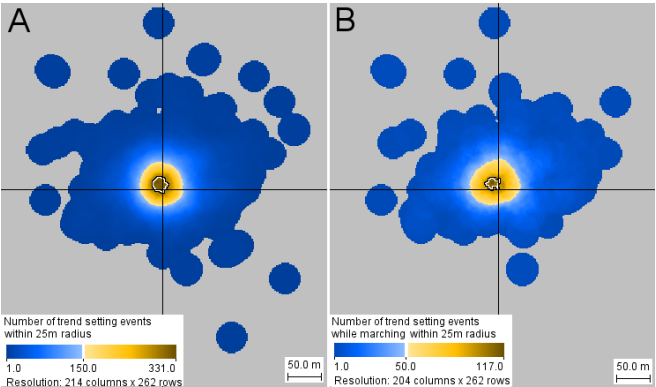 A
B
Number of trend setting events
within 25m radius
1.0 150.0 331.0
Resolution: 214 columns x 262 rows
50.0 m
Number of trend setting events
while marching within 25m radius
1.0 50.0 117.0
Resolution: 204 columns x 262 rows
50.0 m